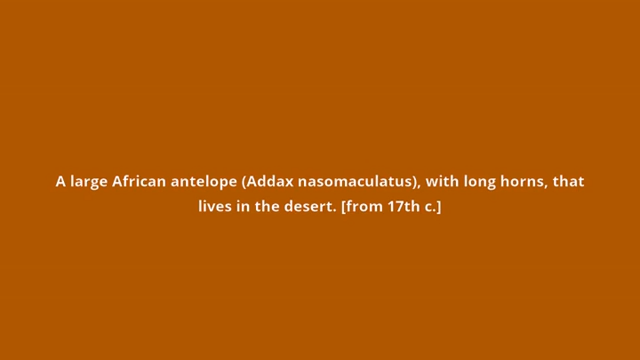 A large African antelope (Addax nasomaculatus), with long horns, that
lives in the desert. [from 17th c.]